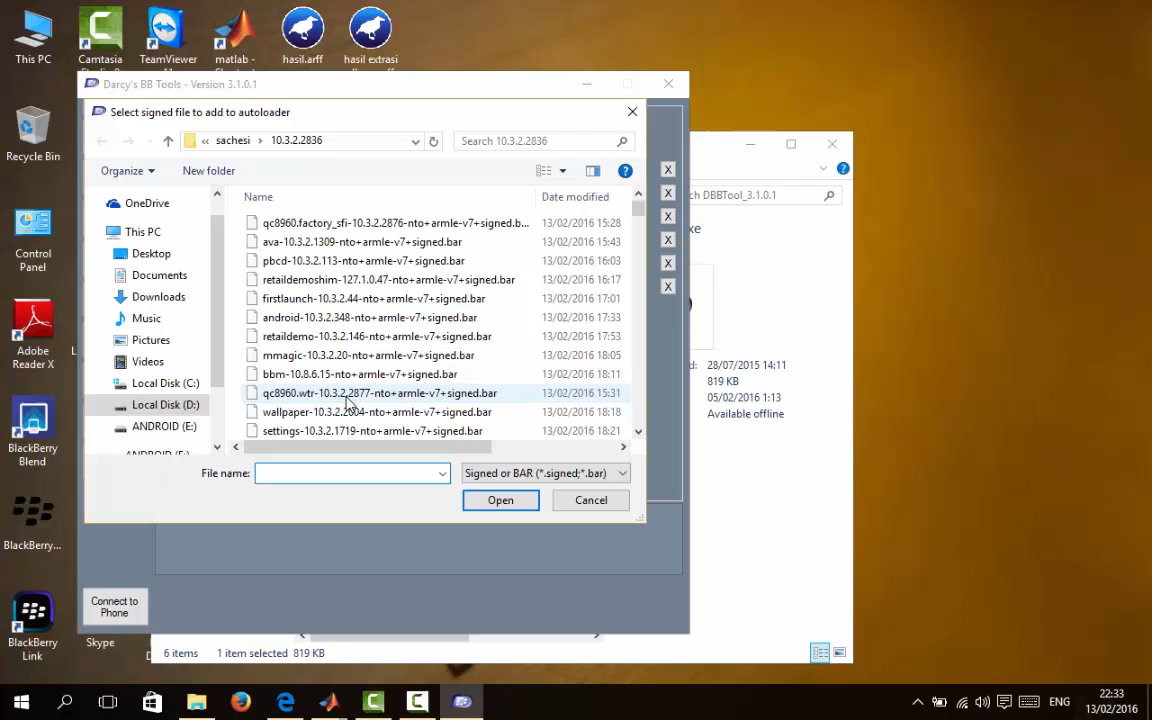 This PC
Camtasia
Studio 8
TeamViewer
11
matlab -
Shortcut
hasil.arff
hasil extrasi
Recycle Bin
Control
Panel
Adobe
Reader X
BlackBerry
Blend
BlackBerry...
BlackBerry
Link
Skype
Darcy's BB Tools - Version 3.1.0.1
Select signed file to add to autoloader
« sachesi > 10.3.2.2836
Search 10.3.2.2836
Organize
New folder
OneDrive
This PC
Desktop
Documents
Downloads
Music
Pictures
Videos
Local Disk (C:)
Local Disk (D:)
ANDROID (E:)
Name
Date modified
qc8960.factory_sfi-10.3.2.2876-nto+armle-v7+signed.b... 13/02/2016 15:28
ava-10.3.2.1309-nto+armle-v7+signed.bar 13/02/2016 15:43
pbcd-10.3.2.113-nto+armle-v7+signed.bar 13/02/2016 16:03
retaildemoshim-127.1.0.47-nto+armle-v7+signed.bar 13/02/2016 16:17
firstlaunch-10.3.2.44-nto+armle-v7+signed.bar 13/02/2016 17:01
android-10.3.2.348-nto+armle-v7+signed.bar 13/02/2016 17:33
retaildemo-10.3.2.146-nto+armle-v7+signed.bar 13/02/2016 17:53
mmagic-10.3.2.20-nto+armle-v7+signed.bar 13/02/2016 18:05
bbm-10.8.6.15-nto+armle-v7+signed.bar 13/02/2016 18:11
qc8960.wtr-10.3.2.2877-nto+armle-v7+signed.bar 13/02/2016 15:31
13/02/2016 18:18
settings-10.3.2.1719-nto+armle-v7+signed.bar 13/02/2016 18:21
File name:
Signed or BAR (*.signed;*.bar)
Open
Cancel
X
X
X
X
X
X
Connect to
Phone
ch DBBTool_3.1.0.1
xe
28/07/2015 14:11
819 KB
05/02/2016 1:13
Available offline
6 items
1 item selected 819 KB
ENG
22:33
13/02/2016